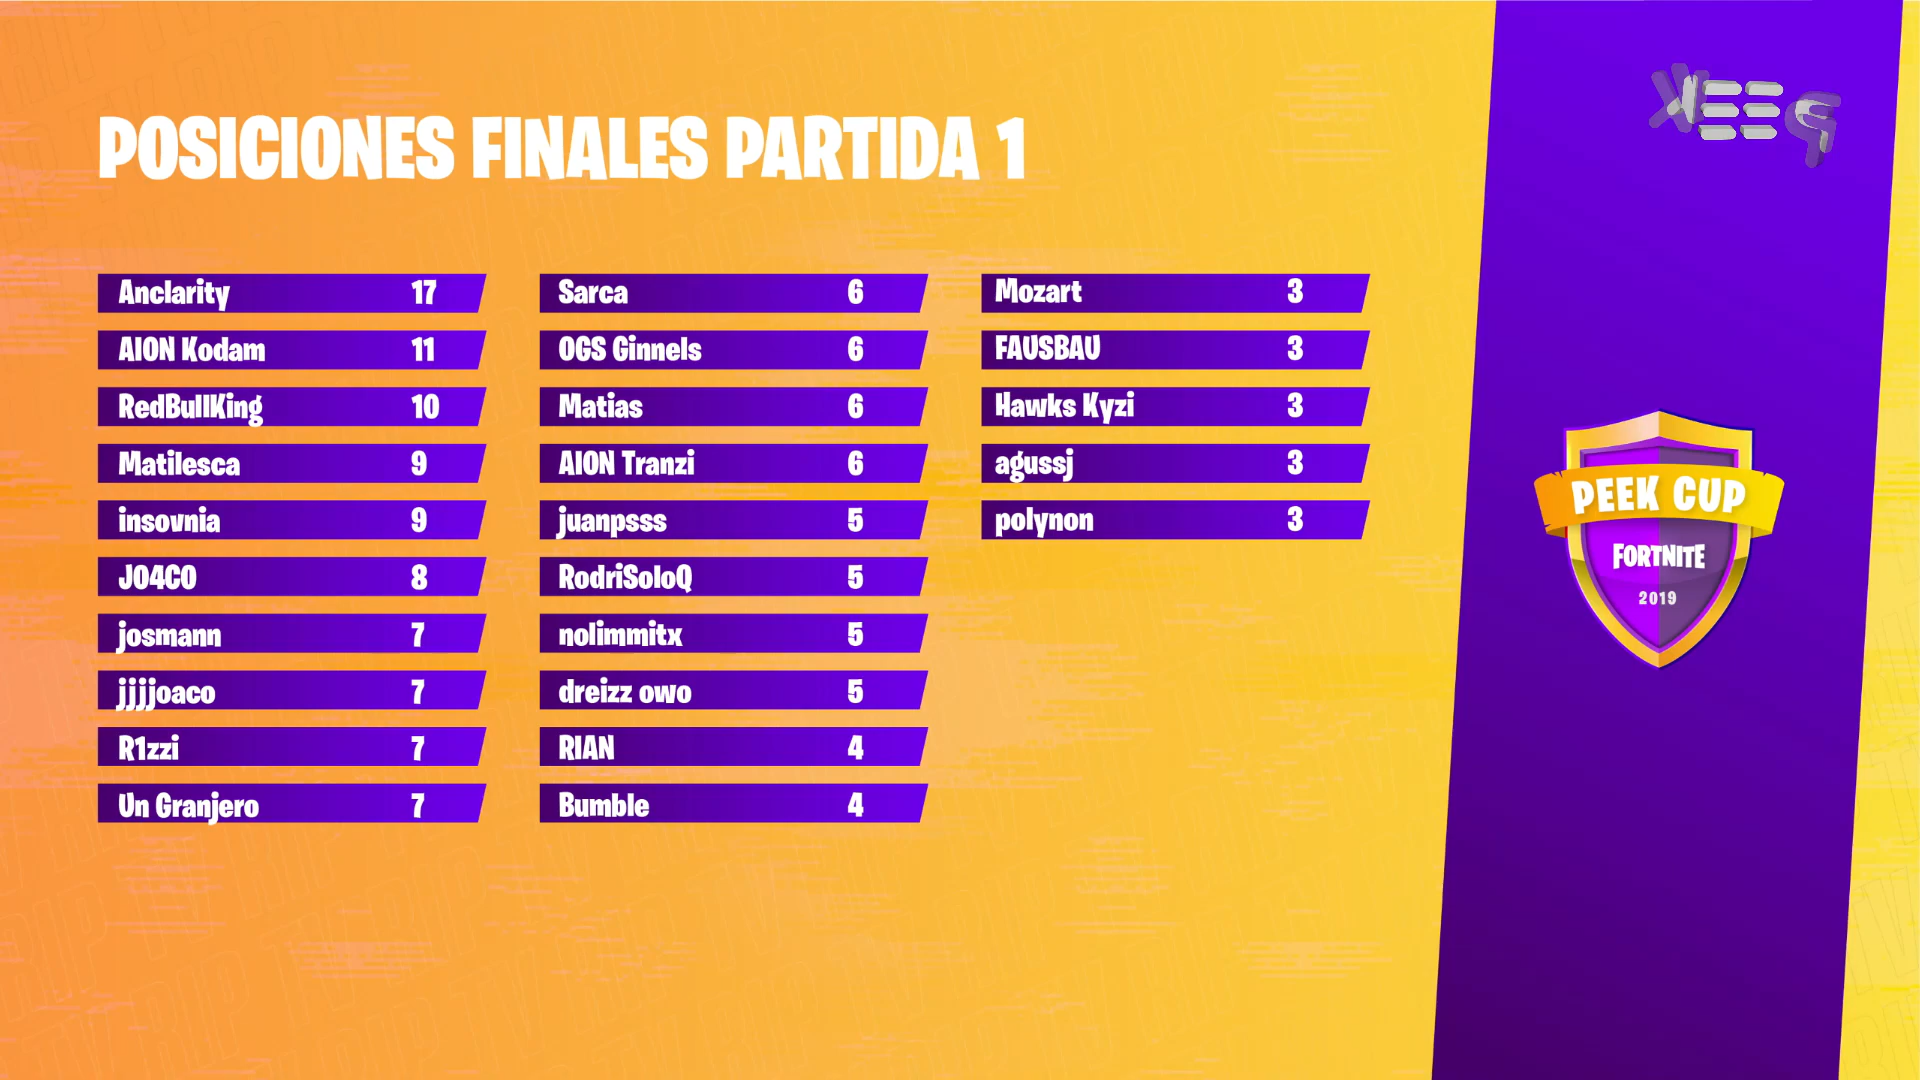 POSICIONES FINALES PARTIDA 1
Anclarity 17
AION Kodam 11
RedBullKing 10
Matilesca 9
insovnia 9
JO4CO 8
josmann 7
jjjjoaco 7
R1zzi 7
Un Granjero 7
Sarca 6
OGS Ginnels 6
Matias 6
AION Tranzi 6
juanpsss 5
RodriSoloQ 5
nolimmitx 5
dreizz owo 5
RIAN 4
Bumble 4
Mozart 3
FAUSBAU 3
Hawks Kyzi 3
agussj 3
polynon 3
PEEK CUP
FORTNITE
2019